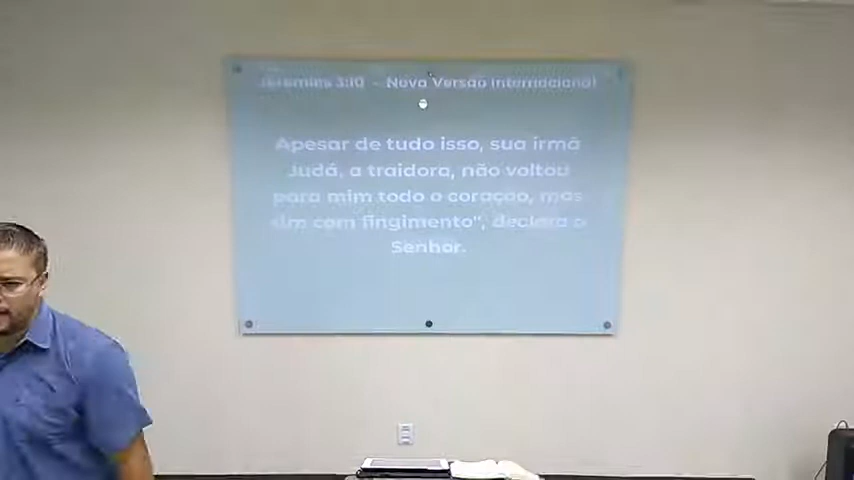 Jeremias 3:10 - Nova Versão Internacional
Apesar de tudo isso, sua irmã
Judá, a traidora, não voltou
para mim todo o coração, mas
sim com fingimento", declara o
Senhor.